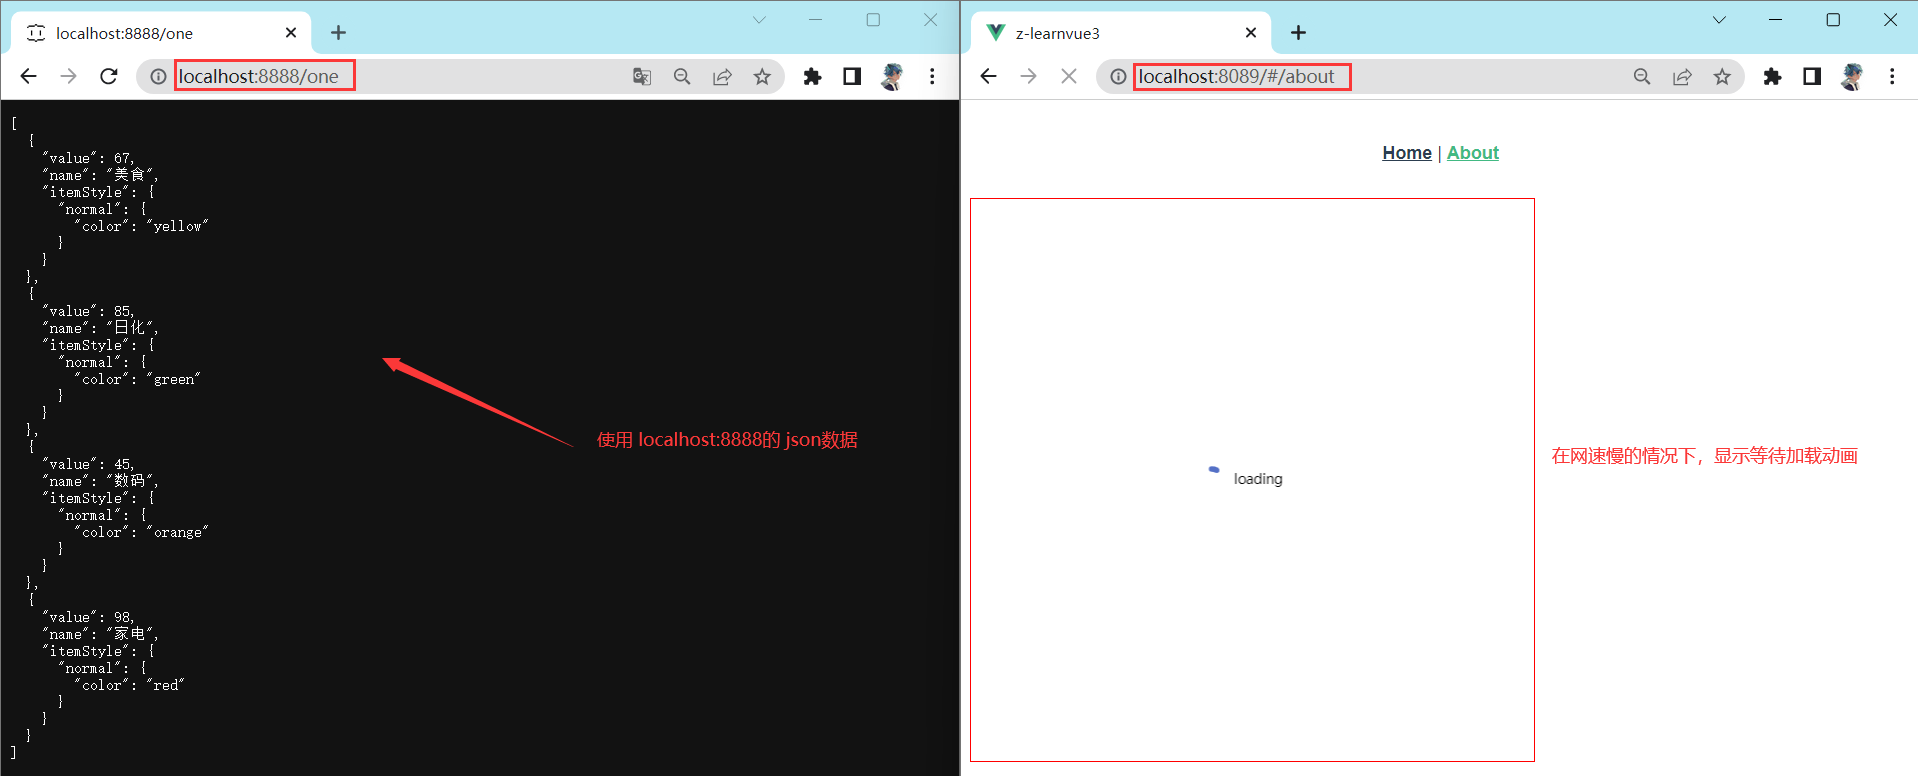 localhost:8888/one
localhost:8888/one
[
  {
    "value": 67,
    "name": "美食",
    "itemStyle": {
      "normal": {
        "color": "yellow"
      }
    }
  },
  {
    "value": 85,
    "name": "日化",
    "itemStyle": {
      "normal": {
        "color": "green"
      }
    }
  },
  {
    "value": 45,
    "name": "数码",
    "itemStyle": {
      "normal": {
        "color": "orange"
      }
    }
  },
  {
    "value": 98,
    "name": "家电",
    "itemStyle": {
      "normal": {
        "color": "red"
      }
    }
  }
]
使用 localhost:8888的 json数据
z-learnvue3
localhost:8089/#/about
Home | About
loading
在网速慢的情况下，显示等待加载动画